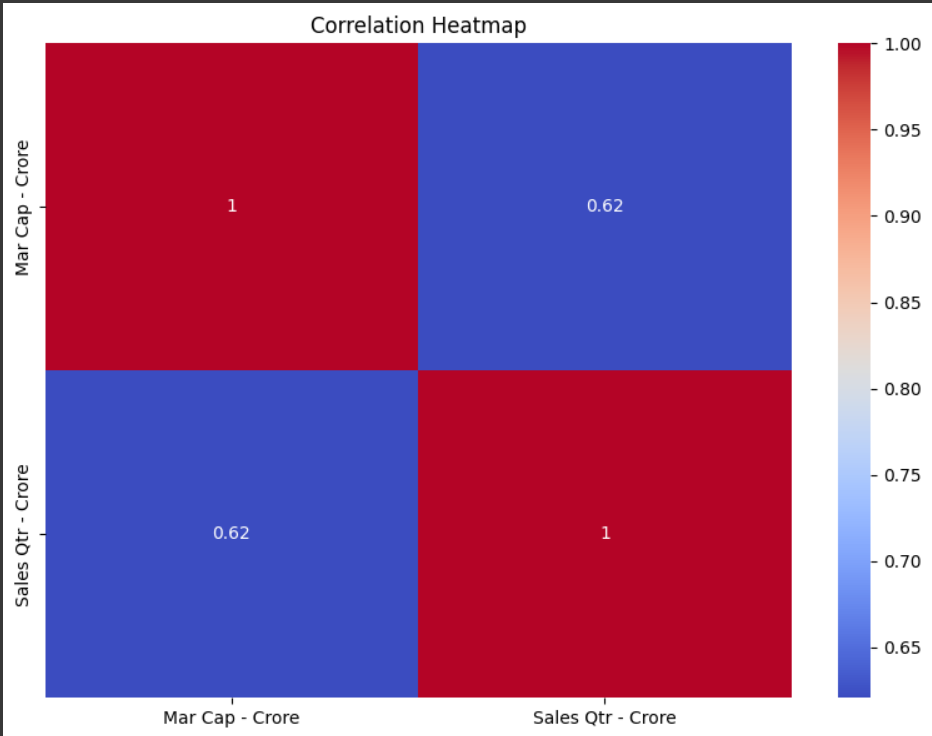 Correlation Heatmap
Mar Cap - Crore
Sales Qtr - Crore
1
0.62
0.62
1
Mar Cap - Crore
Sales Qtr - Crore
1.00
0.95
0.90
0.85
0.80
0.75
0.70
0.65